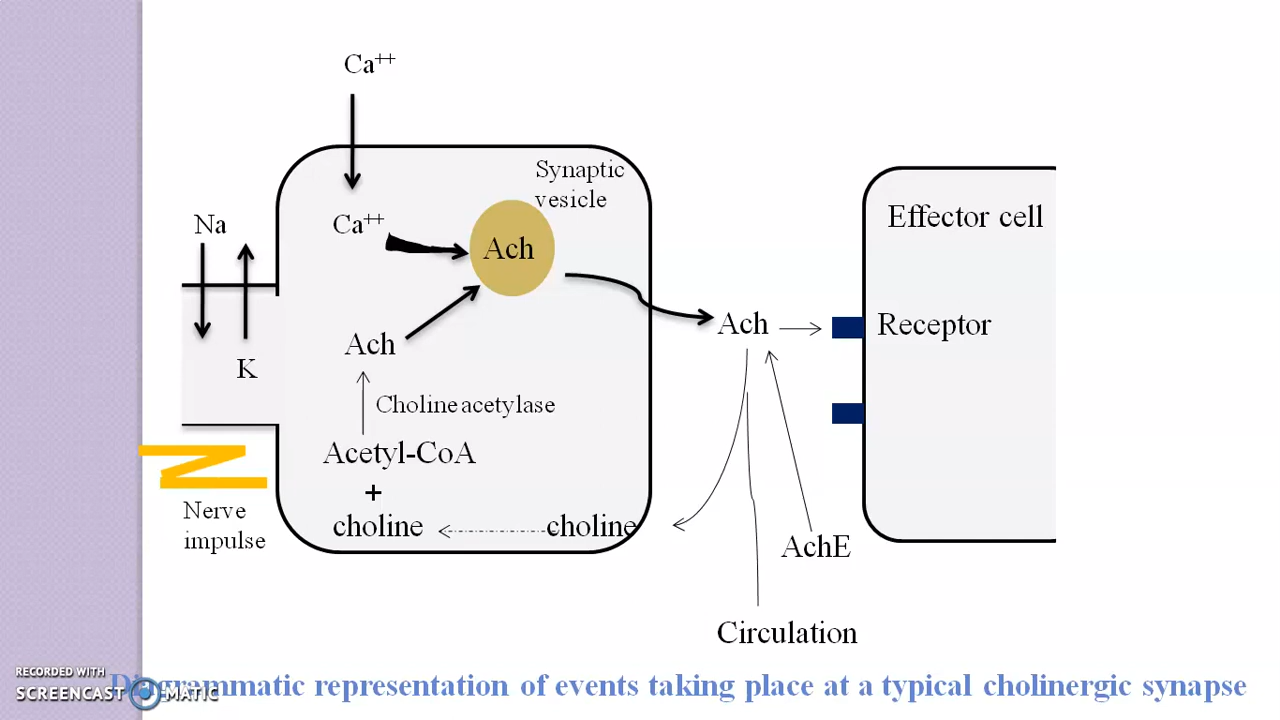 Ca++
Synaptic
vesicle
Na
Ca++
Ach
Effector cell
Ach
Receptor
Ach
K
Choline acetylase
Acetyl-CoA
+
choline
choline
Nerve
impulse
AchE
Circulation
RECORDED WITH
SCREENCAST MATIC
Diagrammatic representation of events taking place at a typical cholinergic synapse